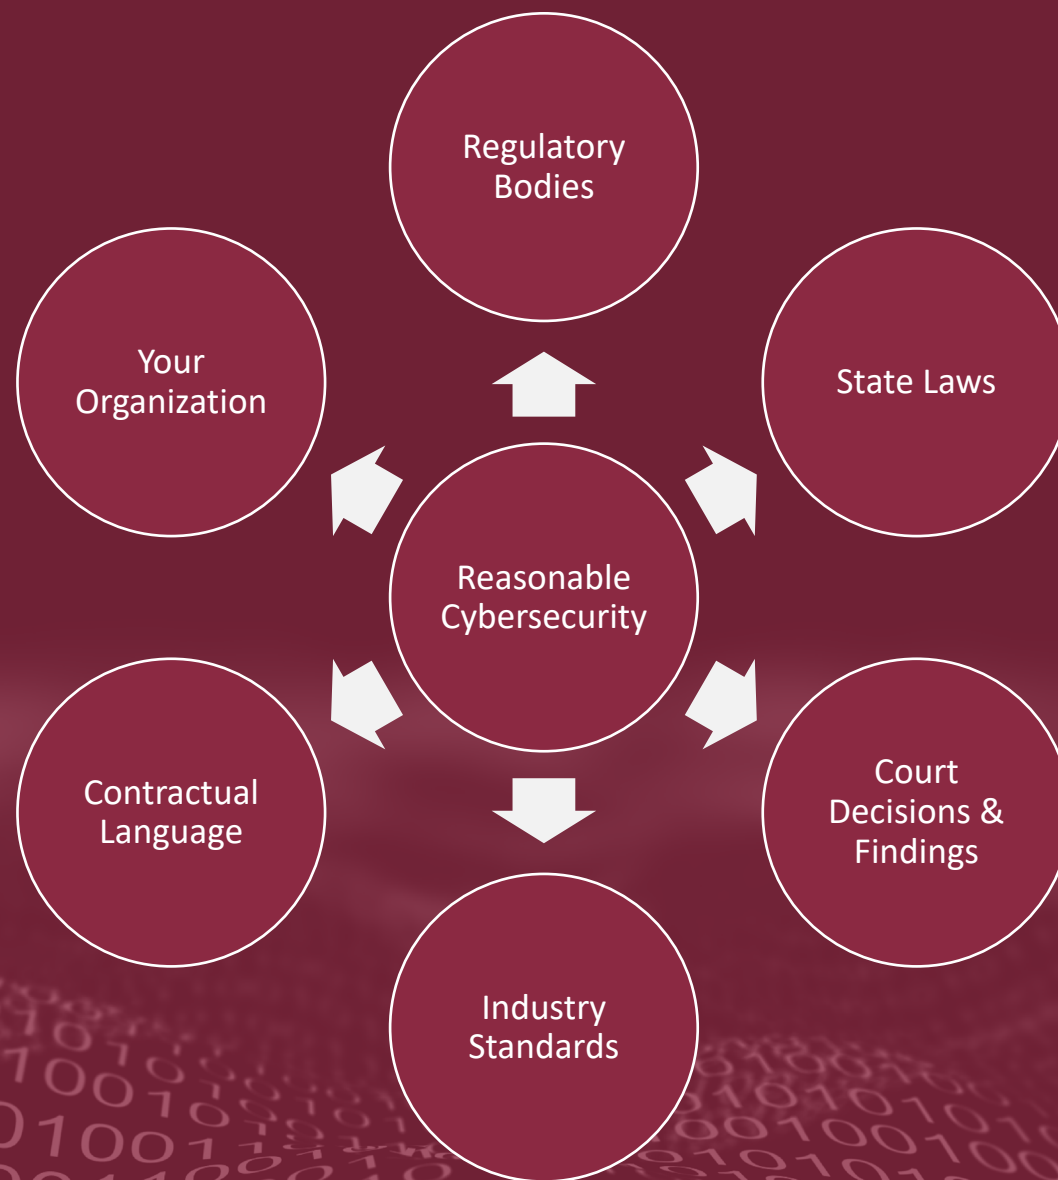 Regulatory
Bodies
Your
Organization
State Laws
Reasonable
Cybersecurity
Contractual
Language
Court
Decisions &
Findings
Industry
Standards